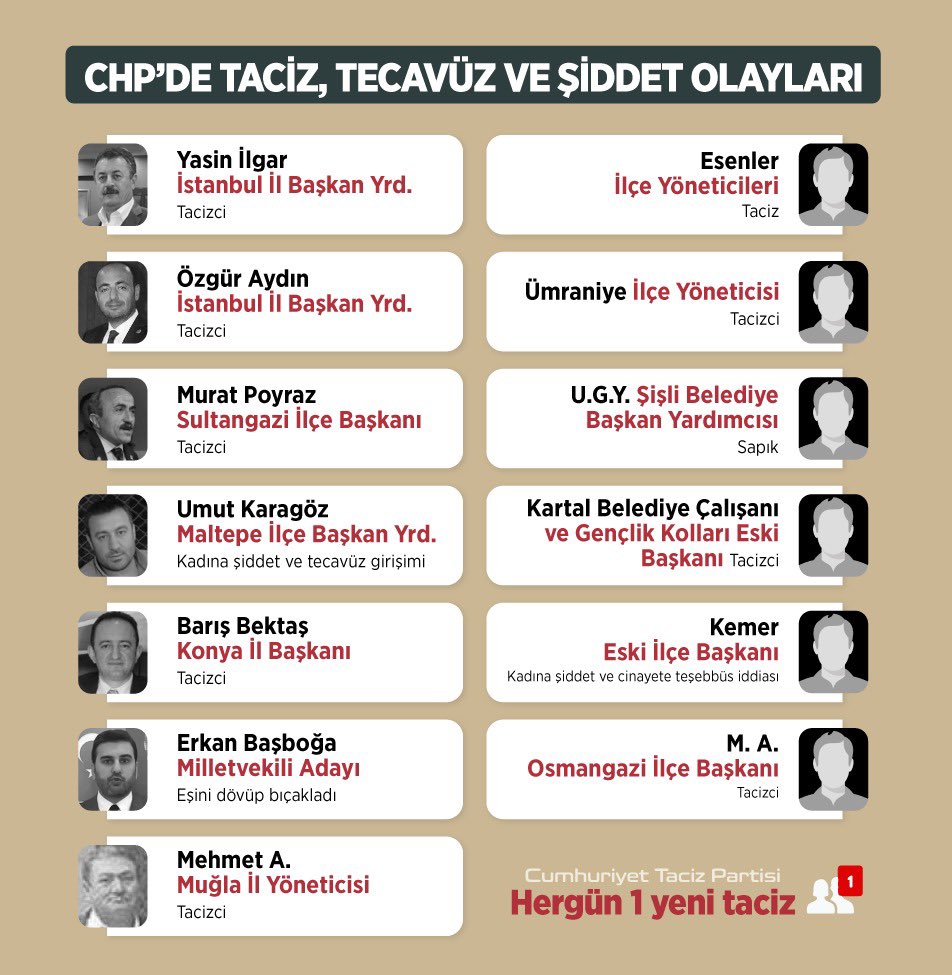 CHP'DE TACİZ, TECAVÜZ VE ŞİDDET OLAYLARI
Yasin İlgar
İstanbul İl Başkan Yrd.
Tacizci
Özgür Aydın
İstanbul İl Başkan Yrd.
Tacizci
Murat Poyraz
Sultangazi İlçe Başkanı
Tacizci
Umut Karagöz
Maltepe İlçe Başkan Yrd.
Kadına şiddet ve tecavüz girişimi
Barış Bektaş
Konya İl Başkanı
Tacizci
Erkan Başboğa
Milletvekili Adayı
Eşini dövüp bıçakladı
Mehmet A.
Muğla İl Yöneticisi
Tacizci
Esenler
İlçe Yöneticileri
Taciz
Ümraniye İlçe Yöneticisi
Tacizci
U.G.Y. Şişli Belediye
Başkan Yardımcısı
Sapık
Kartal Belediye Çalışanı
ve Gençlik Kolları Eski
Başkanı Tacizci
Kemer
Eski İlçe Başkanı
Kadına şiddet ve cinayete teşebbüs iddiası
M. A.
Osmangazi İlçe Başkanı
Tacizci
Cumhuriyet Taciz Partisi
Hergün 1 yeni taciz
1